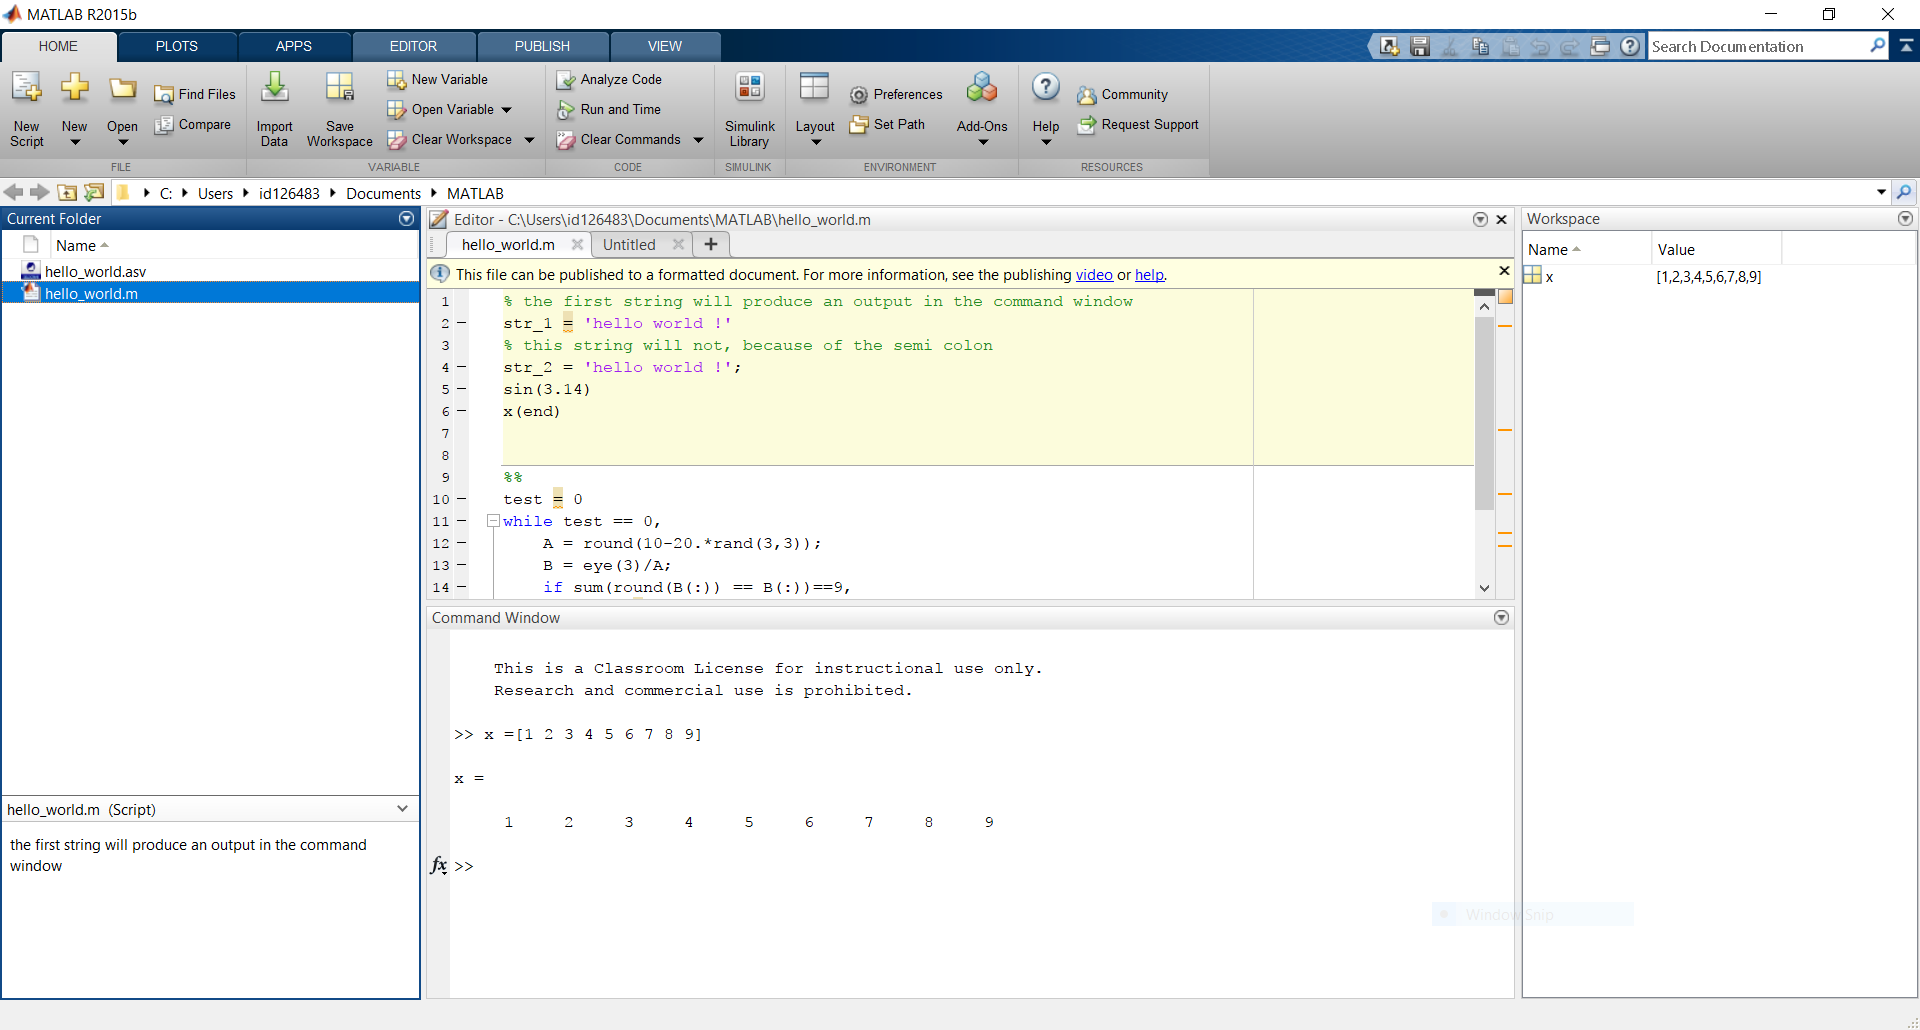 MATLAB R2015b
HOME PLOTS APPS EDITOR PUBLISH VIEW
Search Documentation
New Script
New
Open
Find Files
Compare
FILE
Import Data
Save Workspace
New Variable
Open Variable
Clear Workspace
VARIABLE
Analyze Code
Run and Time
Clear Commands
CODE
Simulink Library
SIMULINK
Layout
Preferences
Set Path
Add-Ons
ENVIRONMENT
Help
Community
Request Support
RESOURCES
C: Users id126483 Documents MATLAB
Current Folder
Name
hello_world.asv
hello_world.m
hello_world.m (Script)
the first string will produce an output in the command
window
Editor - C:\Users\id126483\Documents\MATLAB\hello_world.m
hello_world.m Untitled +
This file can be published to a formatted document. For more information, see the publishing video or help.
1 % the first string will produce an output in the command window
2 – str_1 = 'hello world !'
3 % this string will not, because of the semi colon
4 – str_2 = 'hello world !';
5 – sin(3.14)
6 – x(end)
7
8
9 %%
10 – test = 0
11 – while test == 0,
12 – A = round(10-20.*rand(3,3));
13 – B = eye(3)/A;
14 – if sum(round(B(:)) == B(:))==9,
Command Window
This is a Classroom License for instructional use only.
Research and commercial use is prohibited.
>> x =[1 2 3 4 5 6 7 8 9]
x =
1 2 3 4 5 6 7 8 9
fx >>
Workspace
Name Value
x [1,2,3,4,5,6,7,8,9]
Window Snip